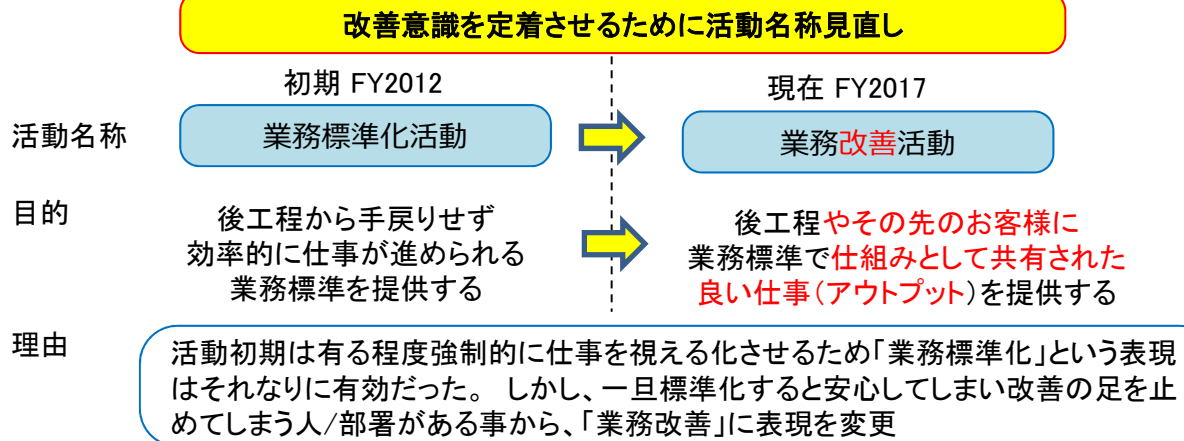 改善意識を定着させるために活動名称見直し
初期 FY2012
現在 FY2017
活動名称
業務標準化活動
業務改善活動
目的
後工程から手戻りせず
効率的に仕事が進められる
業務標準を提供する
後工程やその先のお客様に
業務標準で仕組みとして共有された
良い仕事(アウトプット)を提供する
理由
活動初期は有る程度強制的に仕事を視える化させるため「業務標準化」という表現
はそれなりに有効だった。 しかし、一旦標準化すると安心してしまい改善の足を止
めてしまう人/部署がある事から、「業務改善」に表現を変更